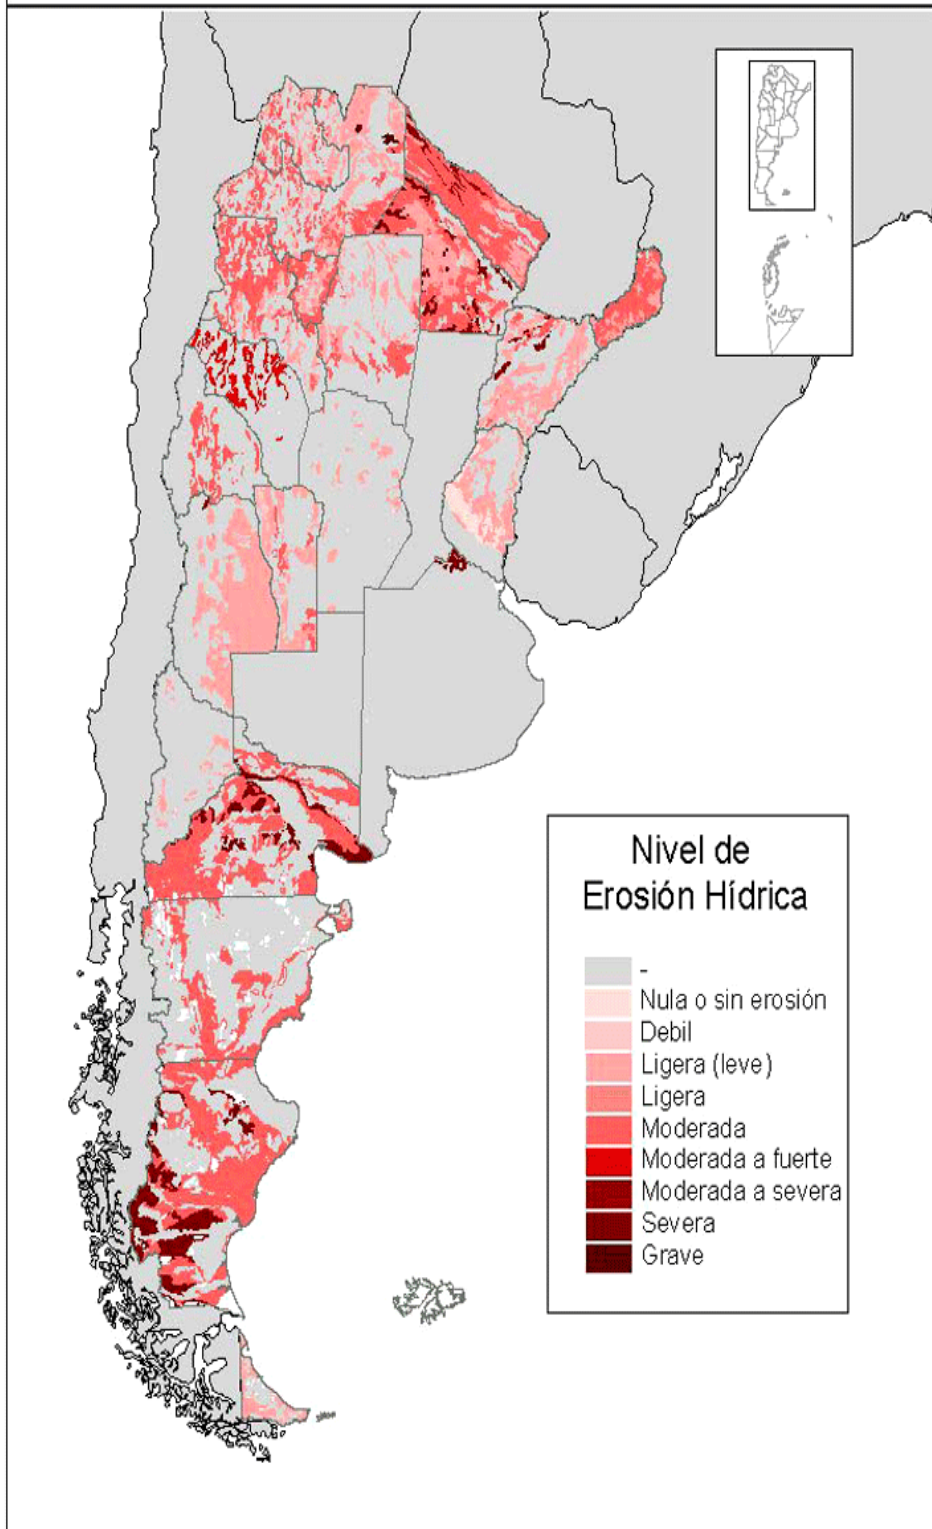 Nivel de
Erosión Hídrica
-
Nula o sin erosión
Debil
Ligera (leve)
Ligera
Moderada
Moderada a fuerte
Moderada a severa
Severa
Grave